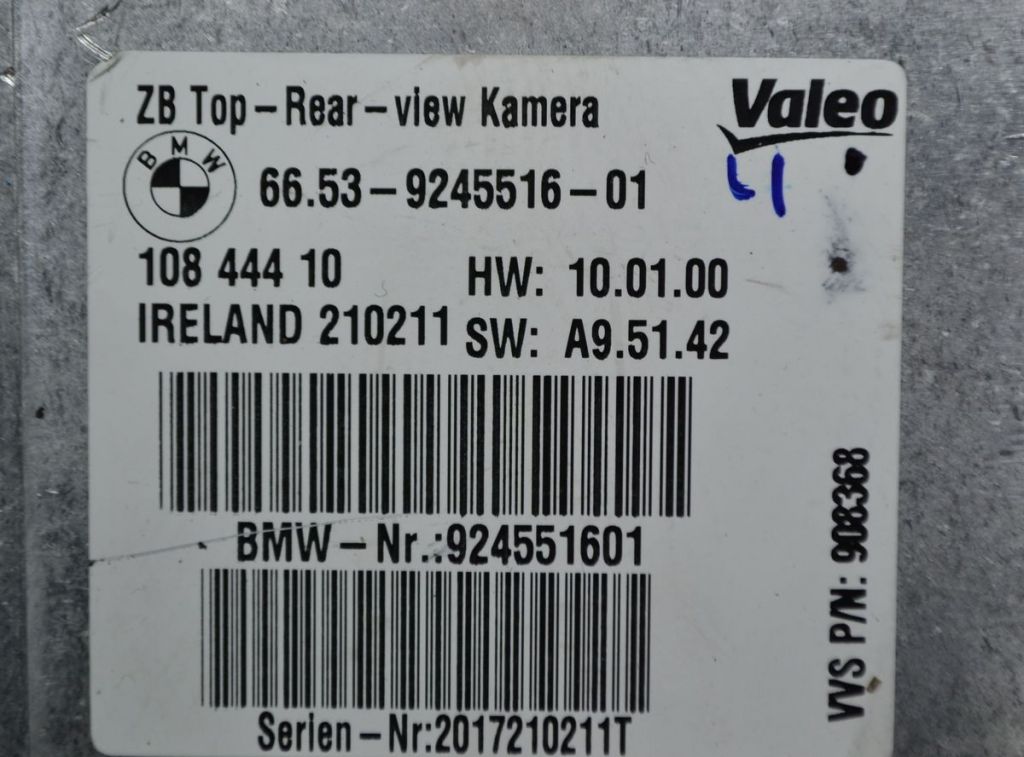 ZB Top-Rear-view Kamera
Valeo
BMW
66.53-9245516-01
108 444 10
HW: 10.01.00
IRELAND 210211
SW: A9.51.42
BMW-Nr.:924551601
Serien-Nr:2017210211T
VVS P/N: 908368